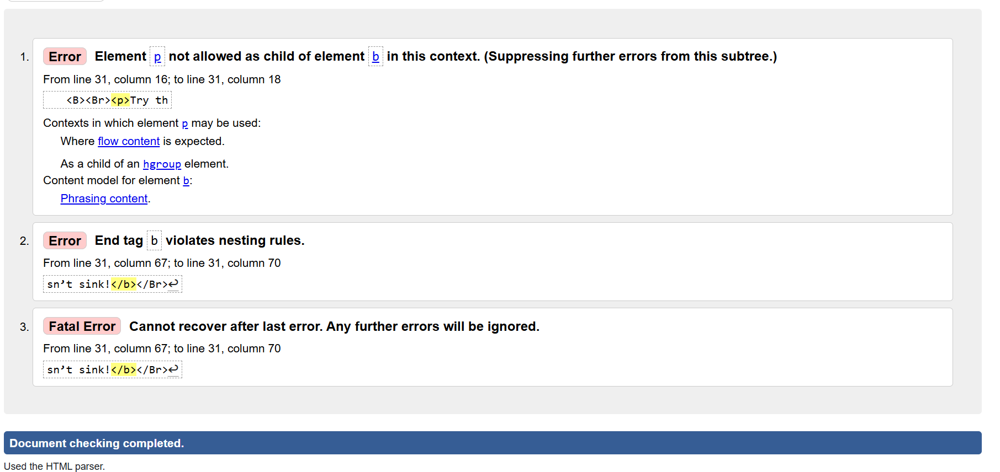 1. Error Element p not allowed as child of element b in this context. (Suppressing further errors from this subtree.)
From line 31, column 16; to line 31, column 18
<B><Br><p>Try th
Contexts in which element p may be used:
Where flow content is expected.
As a child of an hgroup element.
Content model for element b:
Phrasing content.
2. Error End tag b violates nesting rules.
From line 31, column 67; to line 31, column 70
sn’t sink!</b></Br>↩
3. Fatal Error Cannot recover after last error. Any further errors will be ignored.
From line 31, column 67; to line 31, column 70
sn’t sink!</b></Br>↩
Document checking completed.
Used the HTML parser.